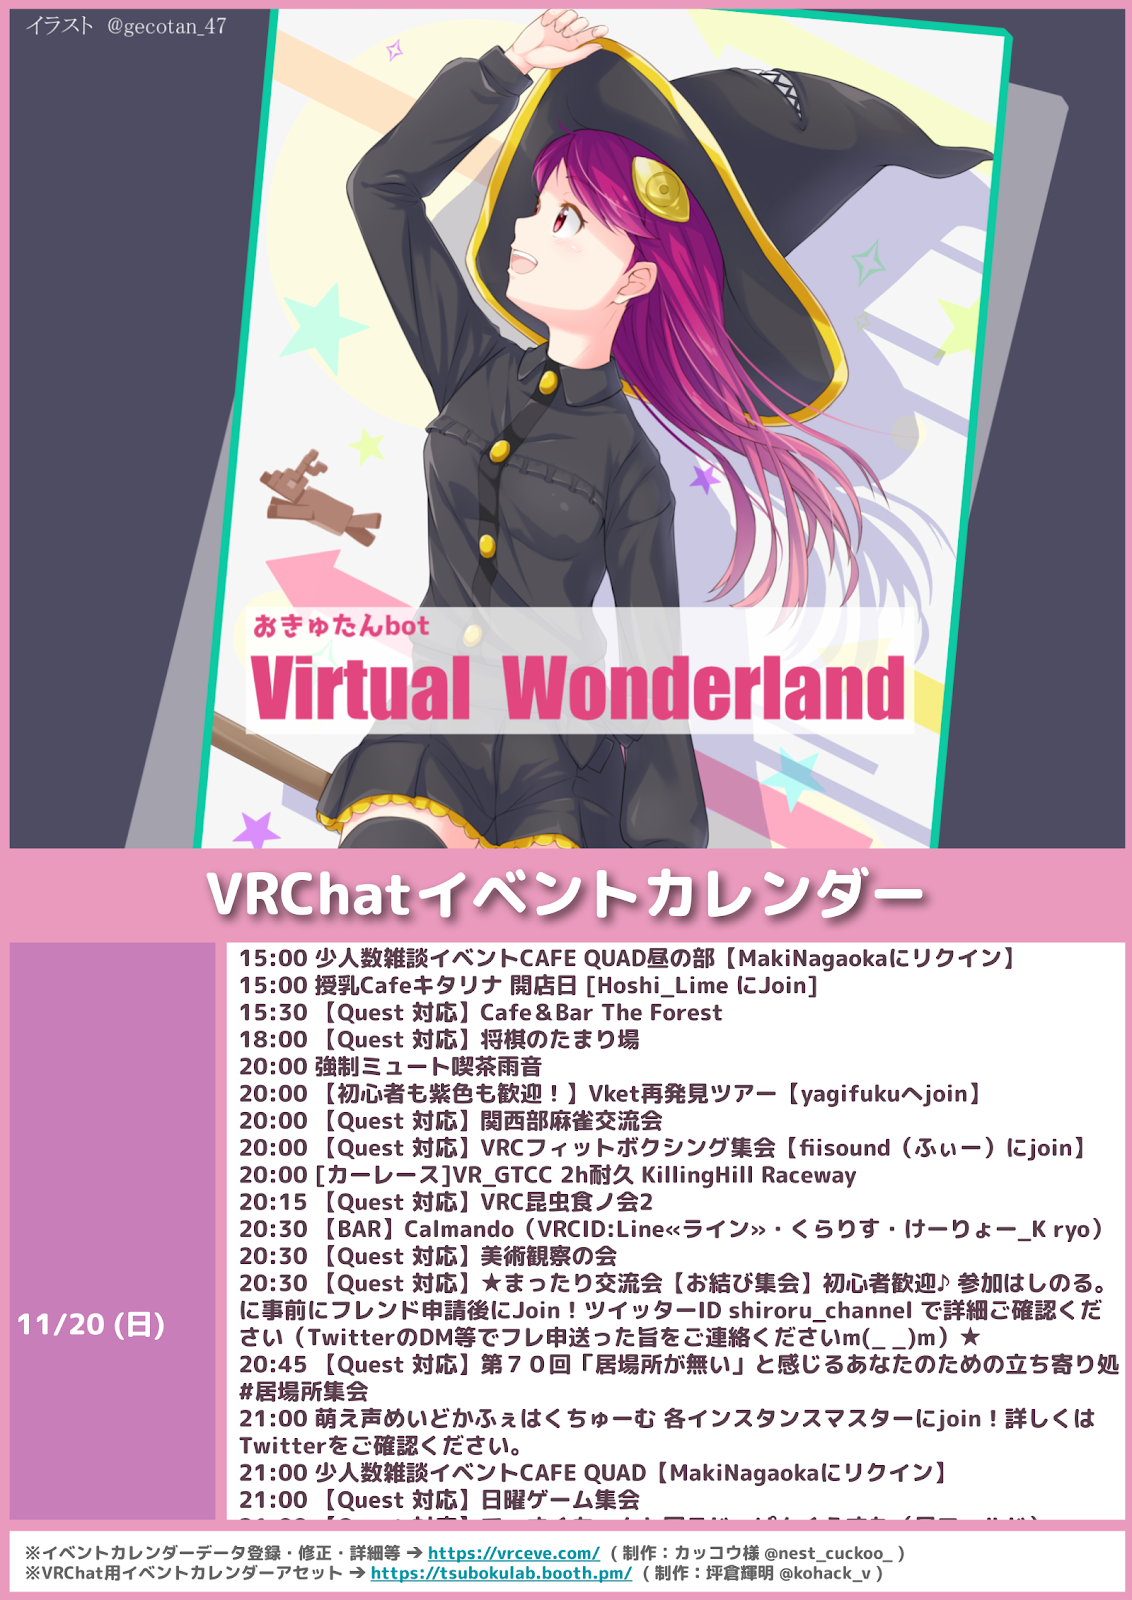 イラスト @gecotan_47
おきゅたんbot
Virtual Wonderland
VRChatイベントカレンダー
11/20 (日)
15:00 少人数雑談イベントCAFE QUAD昼の部【MakiNagaokaにリクイン】
15:00 授乳Cafeキタリナ 開店日 [Hoshi_Lime にJoin]
15:30 【Quest 対応】Cafe＆Bar The Forest
18:00 【Quest 対応】将棋のたまり場
20:00 強制ミュート喫茶雨音
20:00 【初心者も紫色も歓迎！】Vket再発見ツアー【yagifukuへjoin】
20:00 【Quest 対応】関西部麻雀交流会
20:00 【Quest 対応】VRCフィットボクシング集会【fiisound（ふぃー）にjoin】
20:00 [カーレース]VR_GTCC 2h耐久 KillingHill Raceway
20:15 【Quest 対応】VRC昆虫食ノ会2
20:30 【BAR】Calmando（VRCID:Line«ライン»・くらりす・けーりょー_K ryo）
20:30 【Quest 対応】美術観察の会
20:30 【Quest 対応】★まったり交流会【お結び集会】初心者歓迎♪ 参加はしのる。
に事前にフレンド申請後にJoin！ツイッターID shiroru_channel で詳細ご確認くだ
さい（TwitterのDM等でフレ申送った旨をご連絡くださいm(_ _)m）★
20:45 【Quest 対応】第７０回「居場所が無い」と感じるあなたのための立ち寄り処
#居場所集会
21:00 萌え声めいどかふぇはくちゅーむ 各インスタンスマスターにjoin！詳しくは
Twitterをご確認ください。
21:00 少人数雑談イベントCAFE QUAD【MakiNagaokaにリクイン】
21:00 【Quest 対応】日曜ゲーム集会
※イベントカレンダーデータ登録・修正・詳細等 ➔ https://vrceve.com/ （ 制作：カッコウ様 @nest_cuckoo_ ）
※VRChat用イベントカレンダーアセット ➔ https://tsubokulab.booth.pm/ （ 制作：坪倉輝明 @kohack_v ）